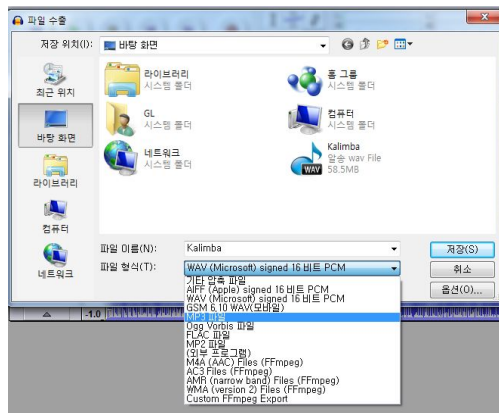 파일 수출
저장 위치(I):
바탕 화면
최근 위치
바탕 화면
라이브러리
컴퓨터
네트워크
라이브러리
시스템 폴더
홈 그룹
시스템 폴더
GL
시스템 폴더
컴퓨터
시스템 폴더
네트워크
시스템 폴더
Kalimba
알송 wav File
58.5MB
WAV
파일 이름(N):
Kalimba
저장(S)
파일 형식(T):
WAV (Microsoft) signed 16 비트 PCM
취소
옵션(O)...
기타 압축 파일
AIFF (Apple) signed 16 비트 PCM
WAV (Microsoft) signed 16 비트 PCM
GSM 6.10 WAV(모바일)
MP3 파일
Ogg Vorbis 파일
FLAC 파일
MP2 파일
(외부 프로그램)
M4A (AAC) Files (FFmpeg)
AC3 Files (FFmpeg)
AMR (narrow band) Files (FFmpeg)
WMA (version 2) Files (FFmpeg)
Custom FFmpeg Export
-1.0